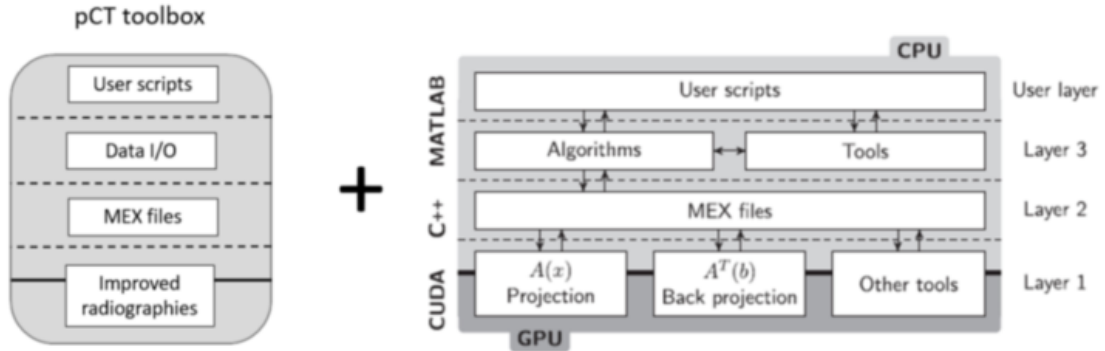 pCT toolbox
User scripts
Data I/O
MEX files
Improved
radiographies
+
CPU
MATLAB
C++
CUDA
User scripts
User layer
Algorithms
Tools
Layer 3
MEX files
Layer 2
A(x)
Projection
A^T(b)
Back projection
Other tools
Layer 1
GPU